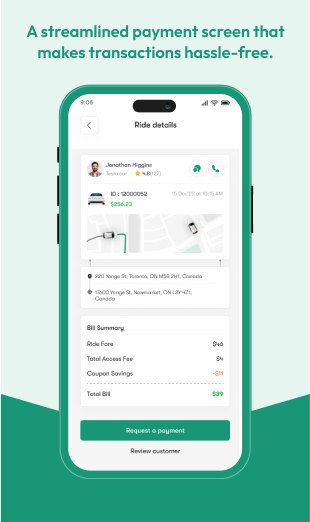 A streamlined payment screen that
makes transactions hassle-free.
9:06
Ride details
Jonathan Higgins
Tesla car ★ 4.8(127)
ID : 12000052
15 Dec'23 at 10:15 AM
$256.23
220 Yonge St, Toronto, ON M5B 2H1, Canada
17600 Yonge St, Newmarket, ON L3Y 4Z1,
Canada
Bill Summary
Ride Fare $46
Total Access Fee $4
Coupon Savings -$11
Total Bill $39
Request a payment
Review customer